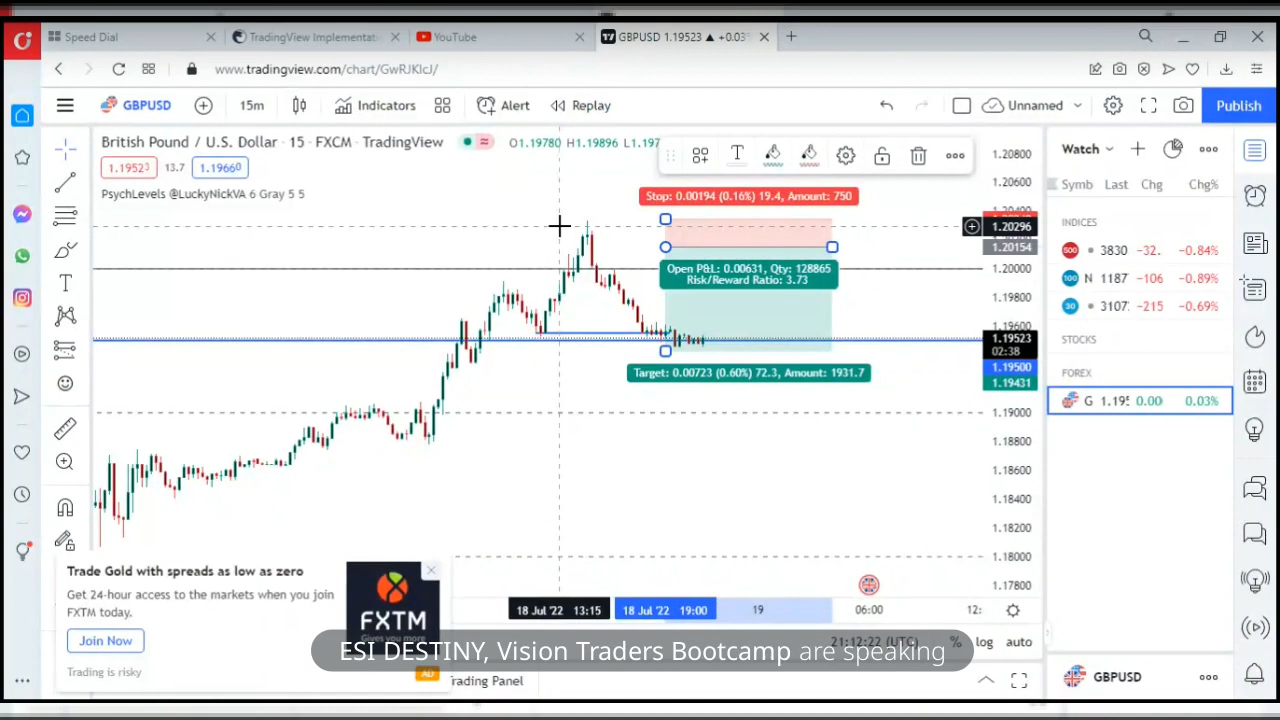 Speed Dial
TradingView Implementati
YouTube
GBPUSD 1.19523 ▲ +0.03
www.tradingview.com/chart/GwRJKlcJ/
GBPUSD
15m
Indicators
Alert
Replay
Unnamed
Publish
British Pound / U.S. Dollar · 15 · FXCM · TradingView
O1.19780 H1.19896 L1.197
1.19523
13.7
1.19660
PsychLevels @LuckyNickVA 6 Gray 5 5
Stop: 0.00194 (0.16%) 19.4, Amount: 750
Open P&L: 0.00631, Qty: 128865
Risk/Reward Ratio: 3.73
Target: 0.00723 (0.60%) 72.3, Amount: 1931.7
1.20800
1.20600
1.20296
1.20154
1.20000
1.19800
1.19600
1.19523
02:38
1.19500
1.19431
1.19000
1.18800
1.18600
1.18400
1.18200
1.18000
1.17800
Watch
Symb Last Chg Chg%
INDICES
500 3830 -32. -0.84%
100 N 1187 -106 -0.89%
30 3107 -215 -0.69%
STOCKS
FOREX
G 1.195 0.00 0.03%
Trade Gold with spreads as low as zero
Get 24-hour access to the markets when you join
FXTM today.
Join Now
Trading is risky
FXTM
Gives you more
AD
18 Jul '22 13:15
18 Jul '22 19:00
19
06:00
12:
21:12:22 (UTC)
%
log
auto
ESI DESTINY, Vision Traders Bootcamp are speaking
rading Panel
GBPUSD